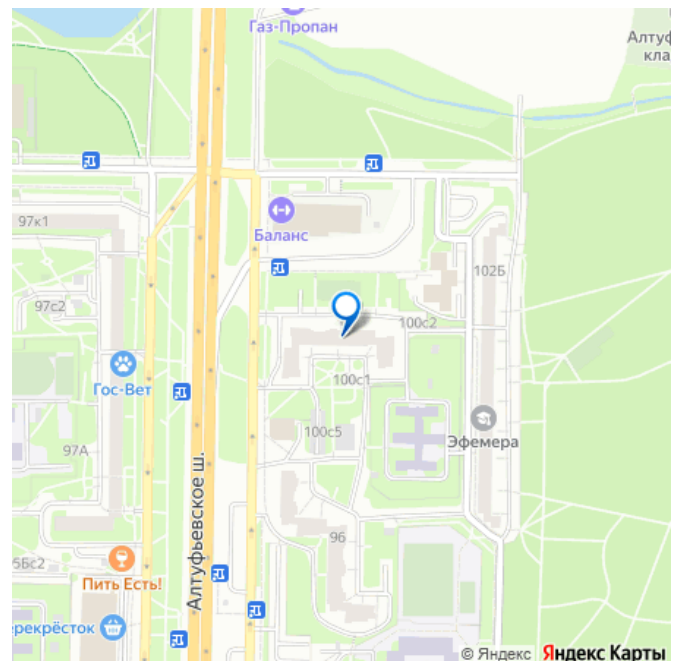 Газ-Пропан
Алтуф
кла
97к1
Баланс
102Б
97с2
100с2
Гос-Вет
100с1
100с5
Эфемера
97А
Алтуфьевское ш.
96
5Бс2
Пить Есть!
ерекрёсток
© Яндекс Яндекс Карты